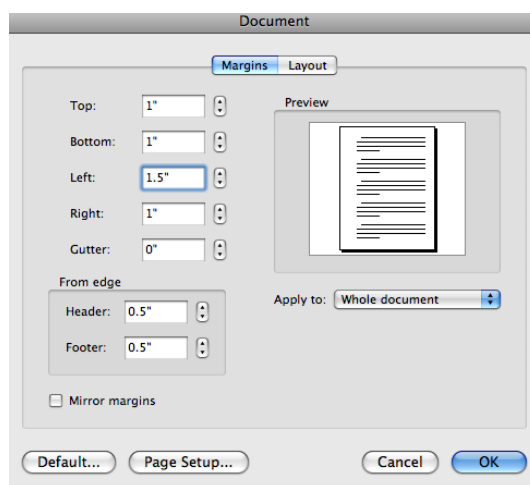 Document
Margins Layout
Top: 1"
Bottom: 1"
Left: 1.5"
Right: 1"
Gutter: 0"
From edge
Header: 0.5"
Footer: 0.5"
Mirror margins
Preview
Apply to: Whole document
Default... Page Setup... Cancel OK